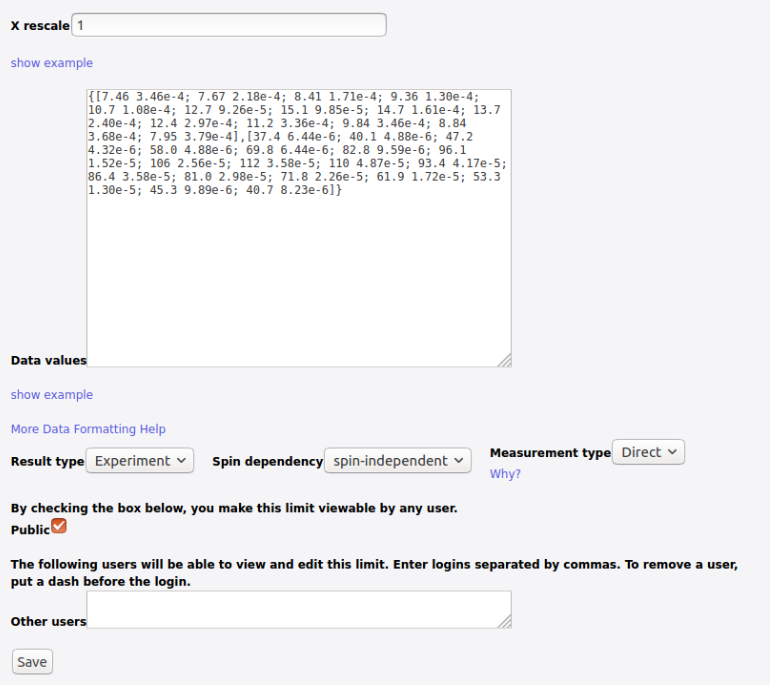 X rescale 1
show example
{[7.46 3.46e-4; 7.67 2.18e-4; 8.41 1.71e-4; 9.36 1.30e-4;
10.7 1.08e-4; 12.7 9.26e-5; 15.1 9.85e-5; 14.7 1.61e-4; 13.7
2.40e-4; 12.4 2.97e-4; 11.2 3.36e-4; 9.84 3.46e-4; 8.84
3.68e-4; 7.95 3.79e-4],[37.4 6.44e-6; 40.1 4.88e-6; 47.2
4.32e-6; 58.0 4.88e-6; 69.8 6.44e-6; 82.8 9.59e-6; 96.1
1.52e-5; 106 2.56e-5; 112 3.58e-5; 110 4.87e-5; 93.4 4.17e-5;
86.4 3.58e-5; 81.0 2.98e-5; 71.8 2.26e-5; 61.9 1.72e-5; 53.3
1.30e-5; 45.3 9.89e-6; 40.7 8.23e-6]}
Data values
show example
More Data Formatting Help
Result type Experiment Spin dependency spin-independent Measurement type Direct
Why?
By checking the box below, you make this limit viewable by any user.
Public
The following users will be able to view and edit this limit. Enter logins separated by commas. To remove a user,
put a dash before the login.
Other users
Save